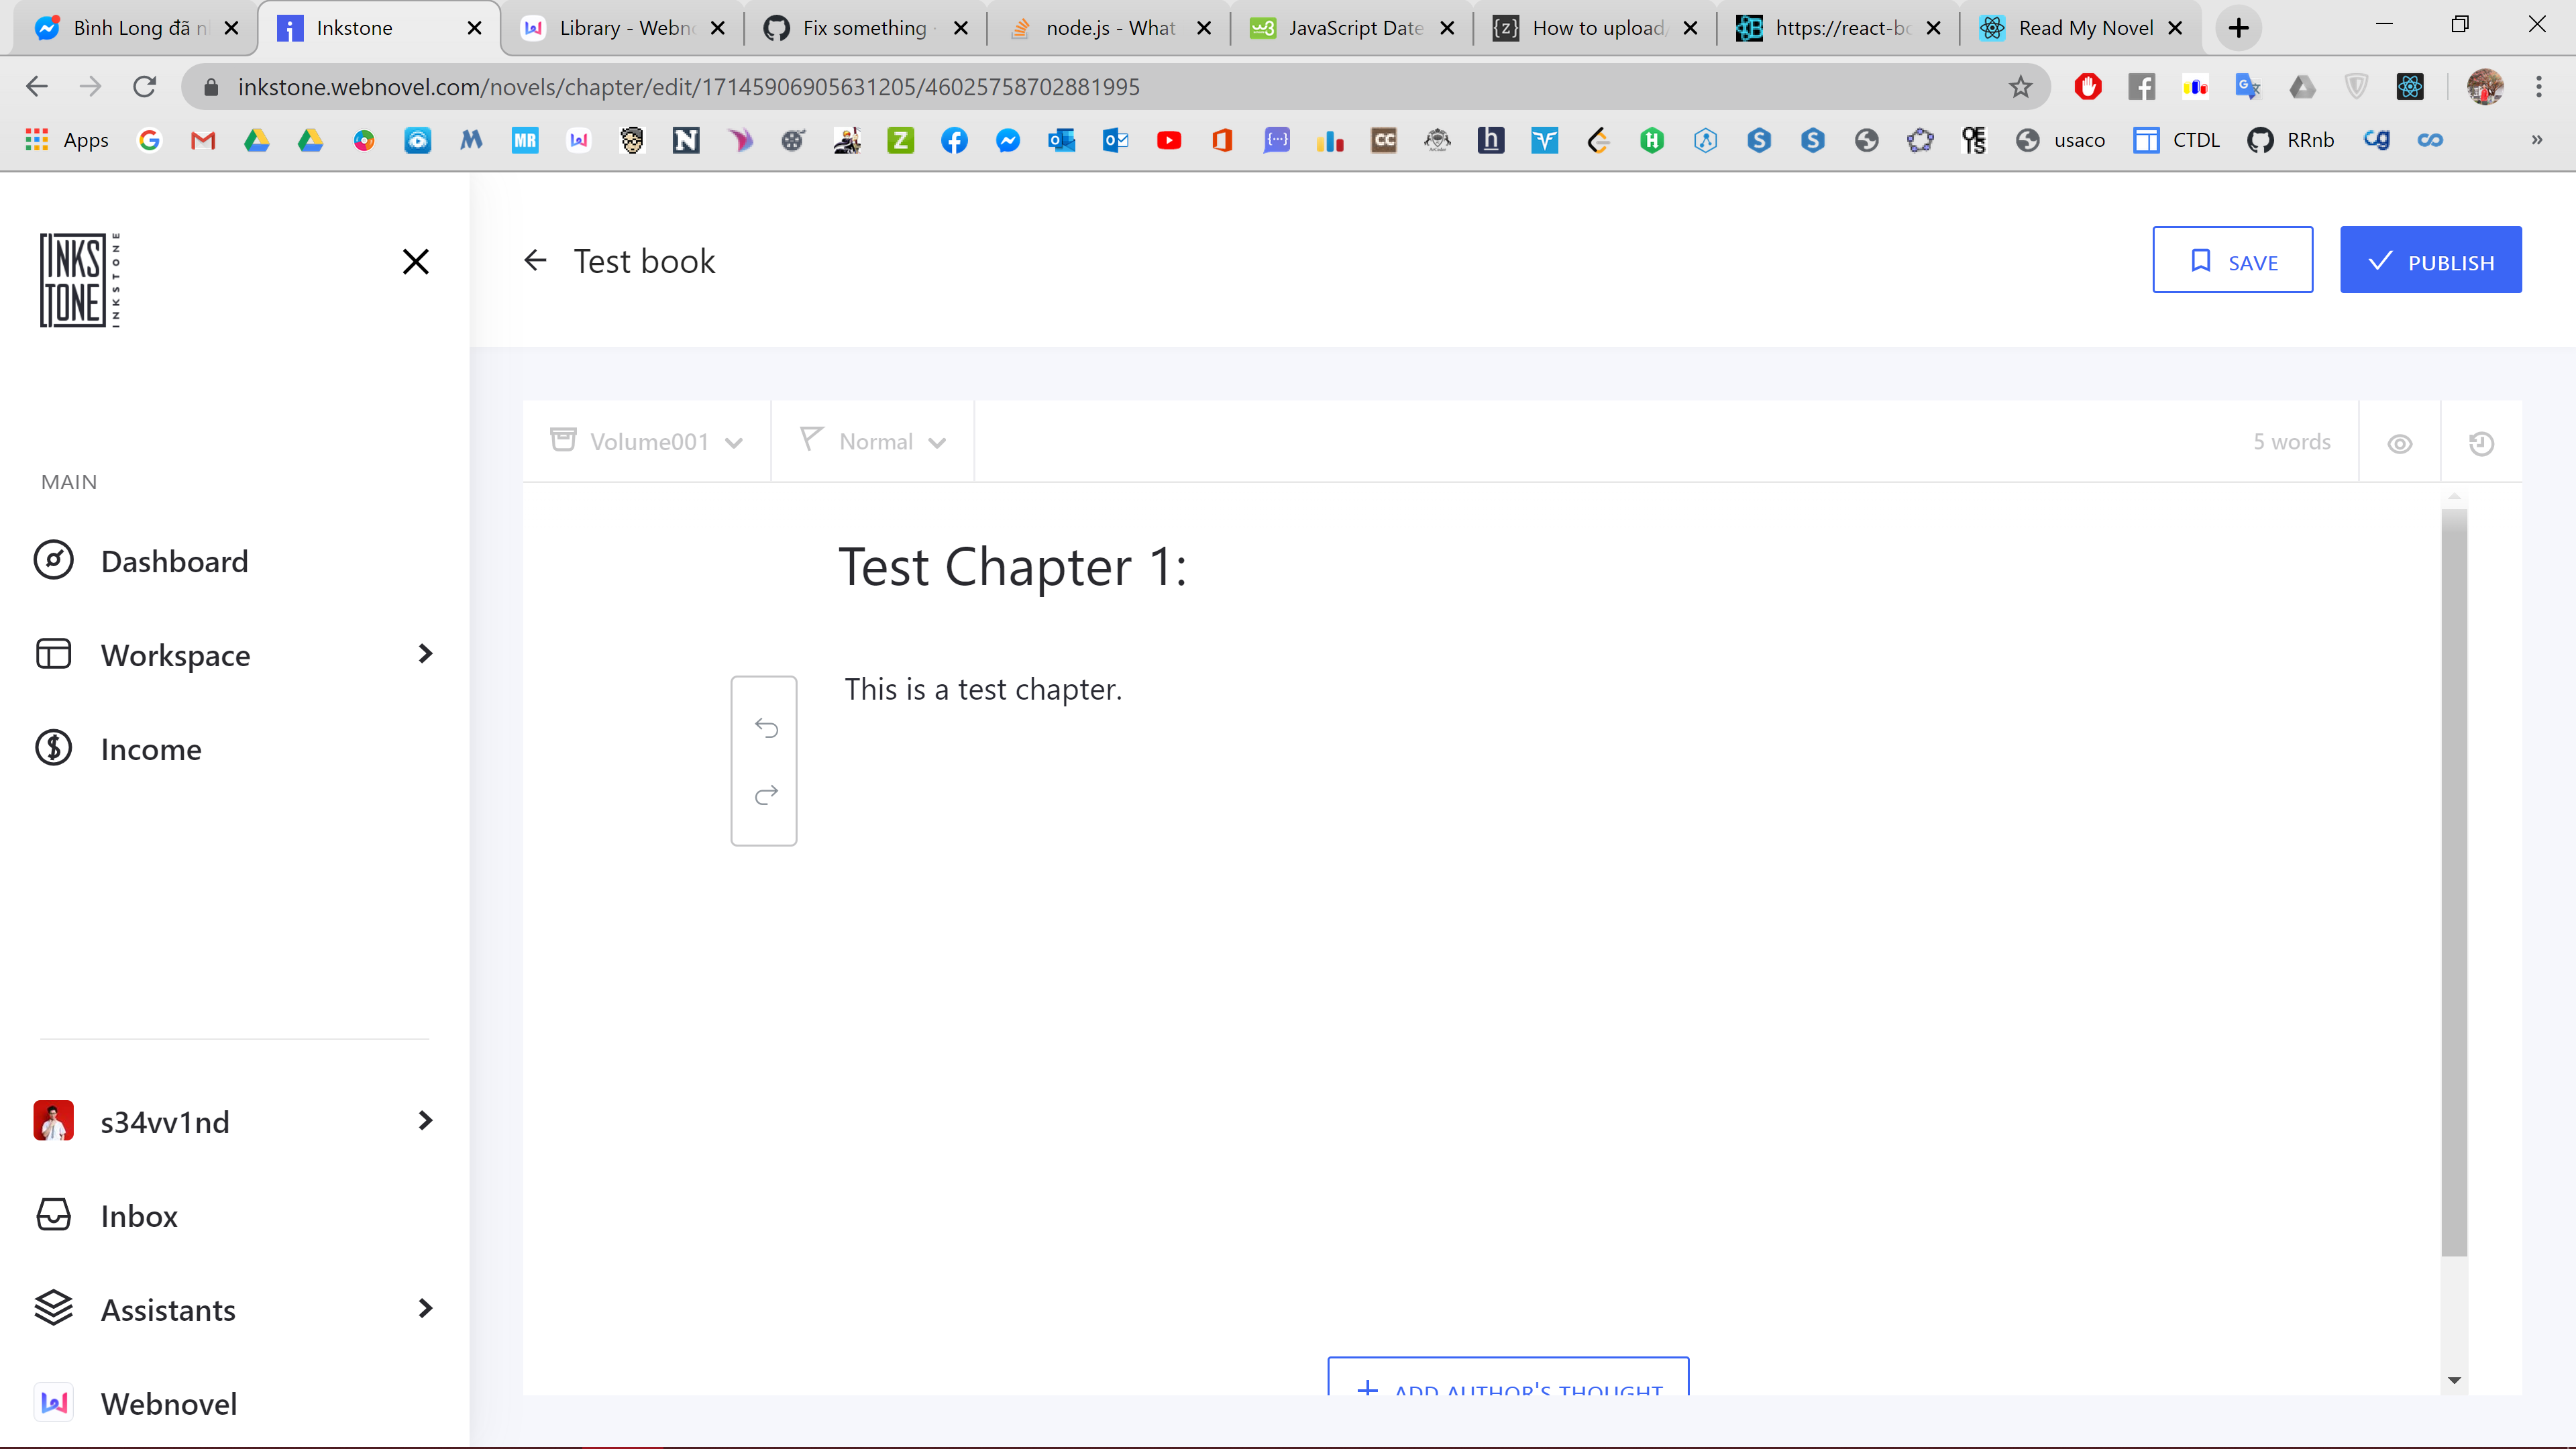 Bình Long đã n
Inkstone
Library - Webno
Fix something
node.js - What
JavaScript Date
How to upload/
https://react-bo
Read My Novel
inkstone.webnovel.com/novels/chapter/edit/17145906905631205/46025758702881995
Apps
usaco
CTDL
RRnb
INKSTONE
INKSTONE
Test book
SAVE
PUBLISH
Volume001
Normal
5 words
MAIN
Dashboard
Workspace
Income
Test Chapter 1:
This is a test chapter.
s34vv1nd
Inbox
Assistants
Webnovel
ADD AUTHOR'S THOUGHT